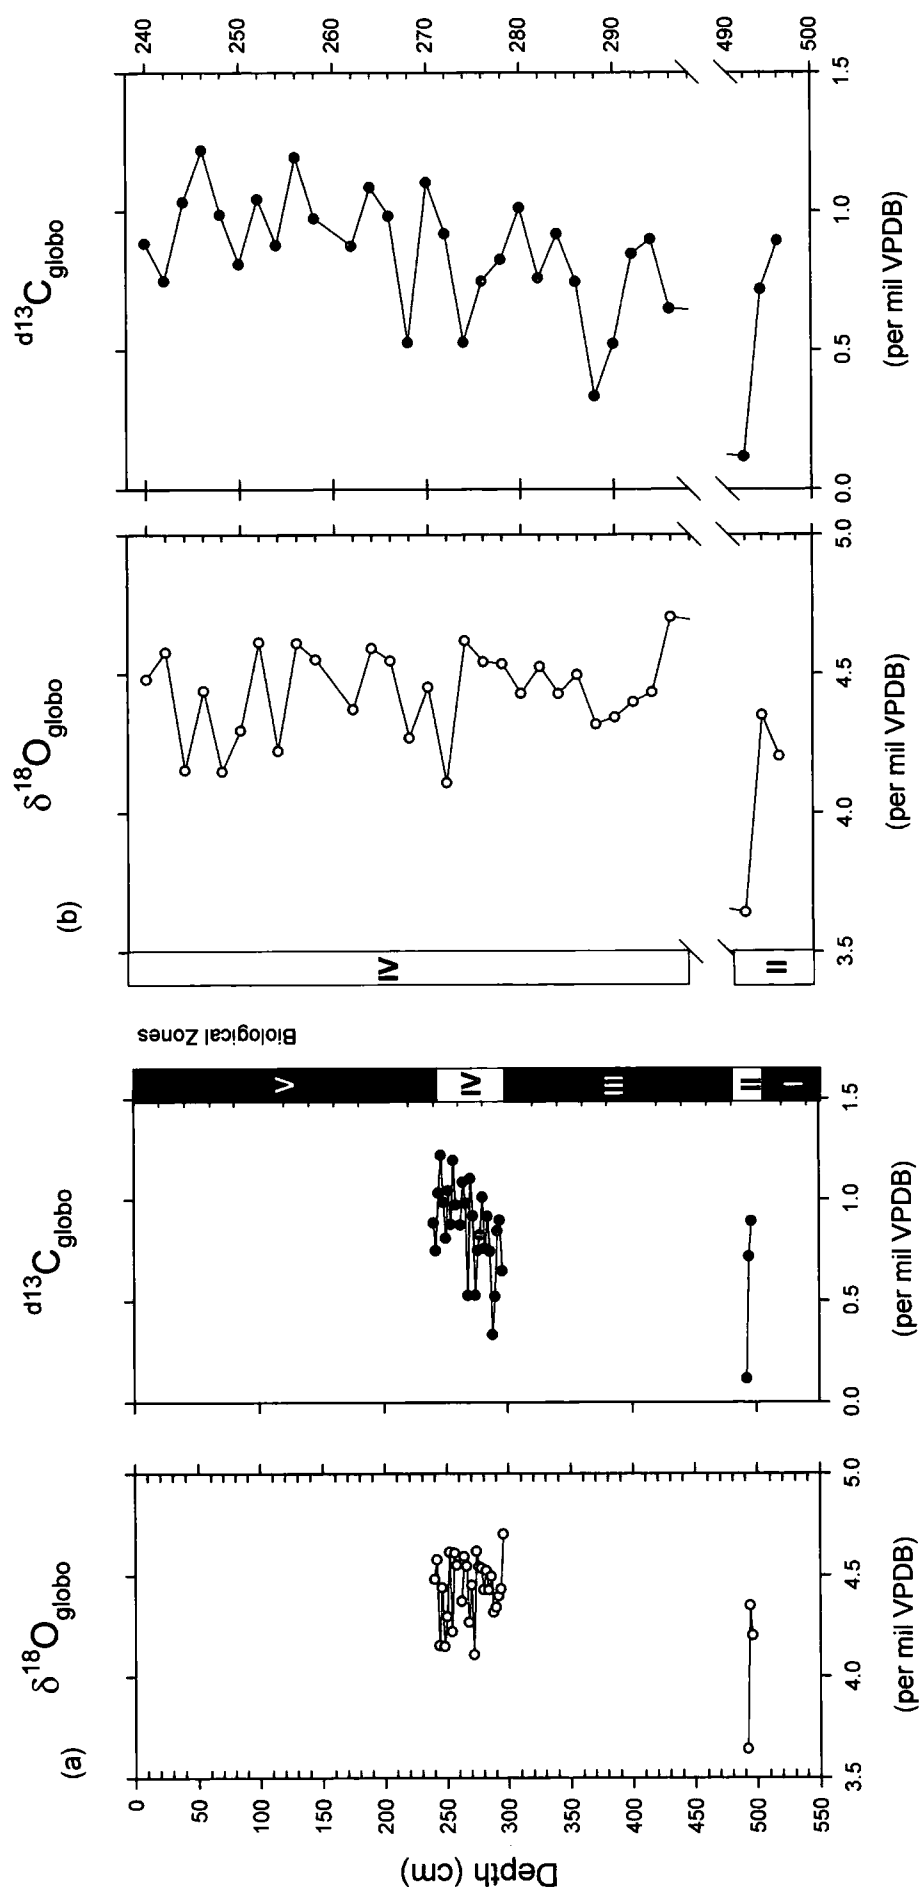 (a)
δ18Oglobo
d13Cglobo
Depth (cm)
0
50
100
150
200
250
300
350
400
450
500
550
3.5
4.0
4.5
5.0
(per mil VPDB)
0.0
0.5
1.0
1.5
(per mil VPDB)
V
IV
III
II
I
Biological Zones
(b)
δ18Oglobo
d13Cglobo
IV
II
3.5
4.0
4.5
5.0
(per mil VPDB)
0.0
0.5
1.0
1.5
(per mil VPDB)
240
250
260
270
280
290
490
500